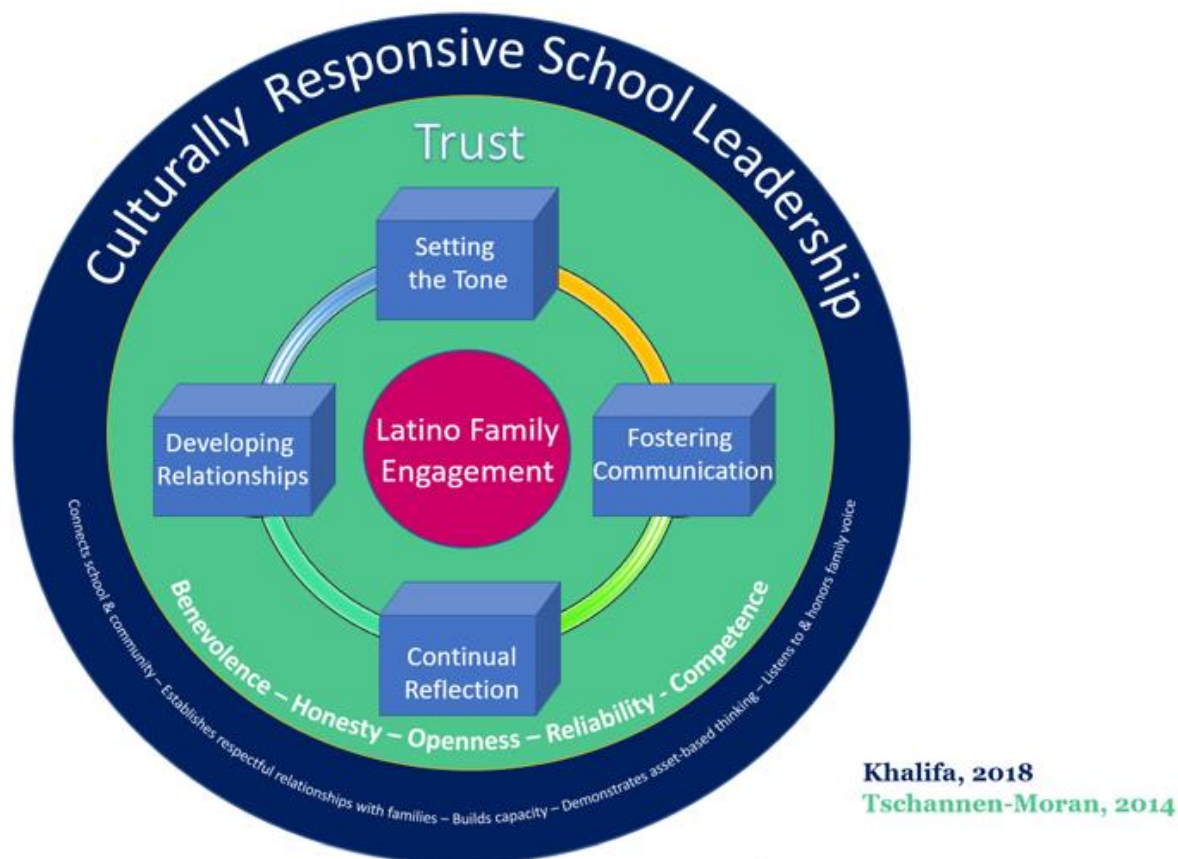 Culturally Responsive School Leadership
Trust
Setting
the Tone
Developing
Relationships
Latino Family
Engagement
Fostering
Communication
Continual
Reflection
Benevolence – Honesty – Openness – Reliability - Competence
Connects school & community – Establishes respectful relationships with families – Builds capacity – Demonstrates asset-based thinking – Listens to & honors family voice
Khalifa, 2018
Tschannen-Moran, 2014